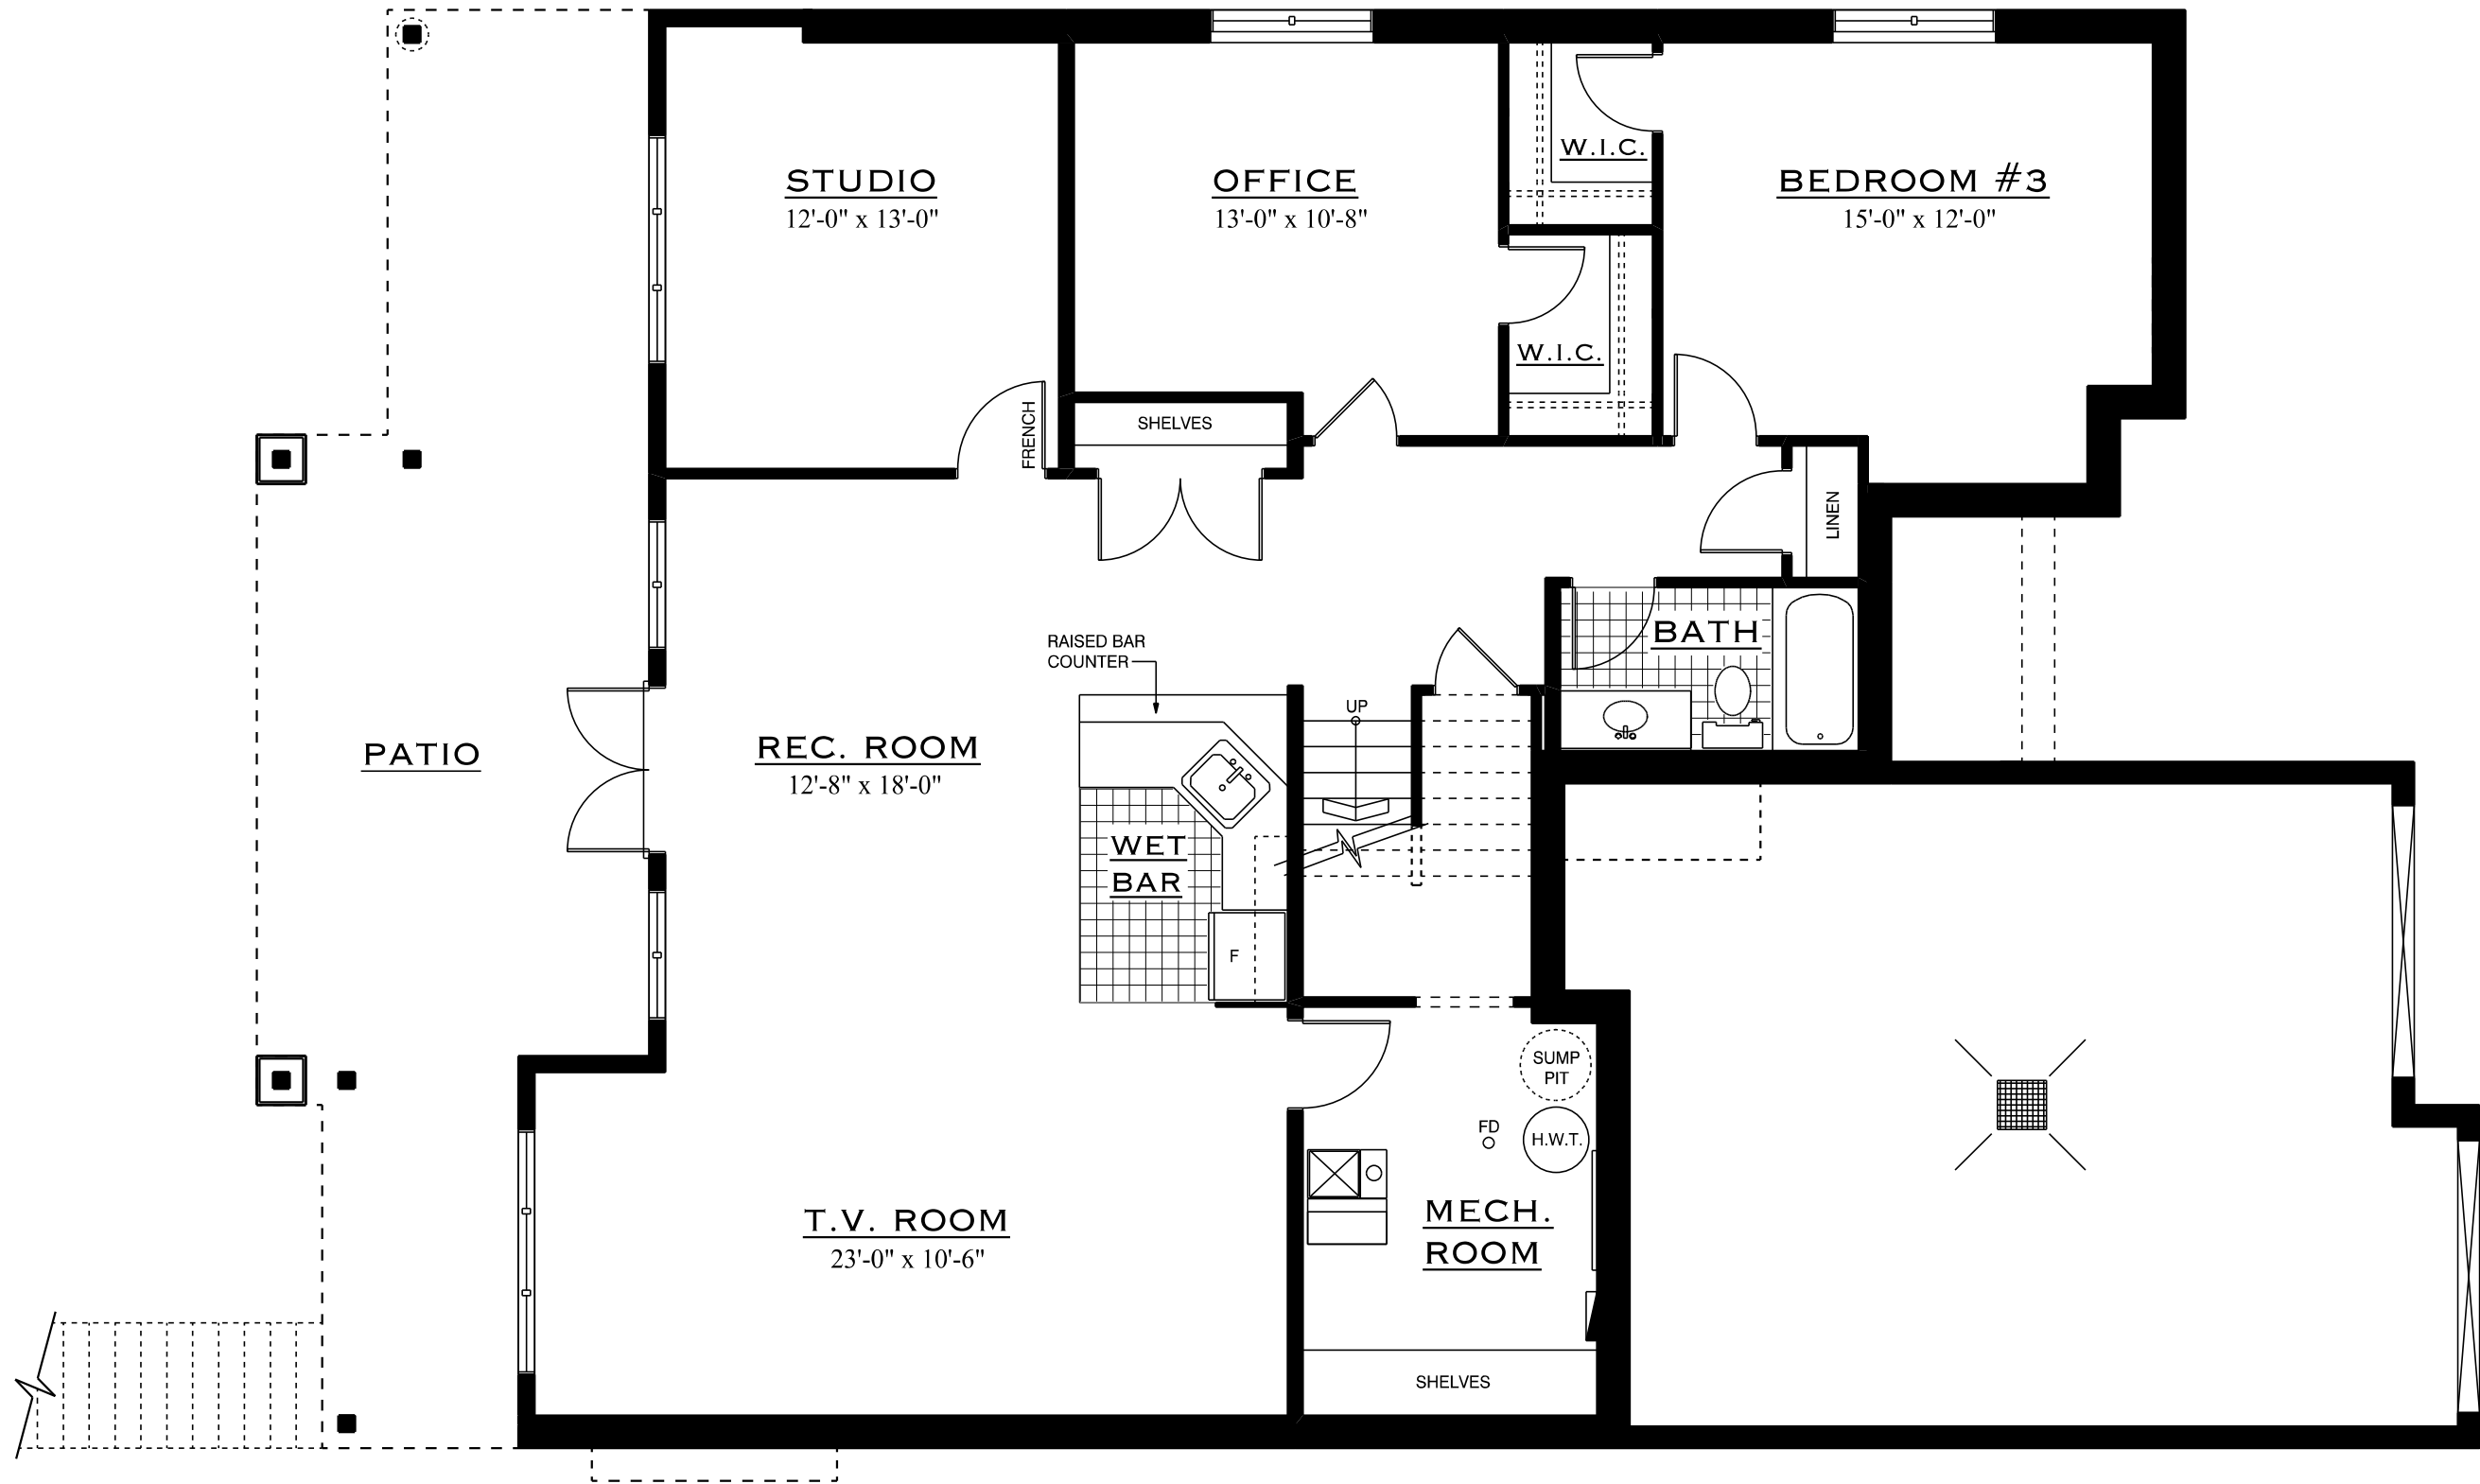 STUDIO
12'-0" x 13'-0"
OFFICE
13'-0" x 10'-8"
W.I.C.
BEDROOM #3
15'-0" x 12'-0"
W.I.C.
FRENCH
SHELVES
LINEN
RAISED BAR
COUNTER
BATH
UP
PATIO
REC. ROOM
12'-8" x 18'-0"
WET
BAR
F
SUMP
PIT
FD
H.W.T.
T.V. ROOM
23'-0" x 10'-6"
MECH.
ROOM
SHELVES